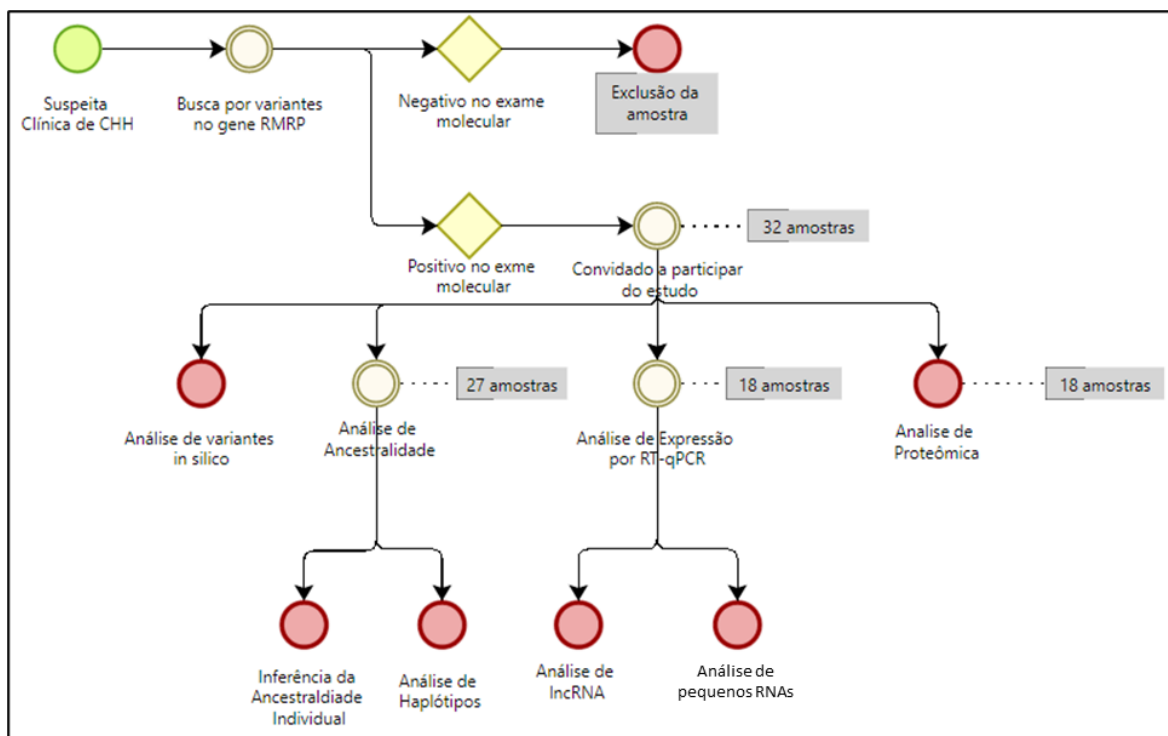 Suspeita
Clínica de CHH
Busca por variantes
no gene RMRP
Negativo no exame
molecular
Exclusão da
amostra
Positivo no exme
molecular
Convidado a participar
do estudo
32 amostras
Análise de variantes
in silico
Análise de
Ancestralidade
27 amostras
Análise de Expressão
por RT-qPCR
18 amostras
Analise de
Proteômica
18 amostras
Inferência da
Ancestraldiade
Individual
Análise de
Haplótipos
Análise de
lncRNA
Análise de
pequenos RNAs